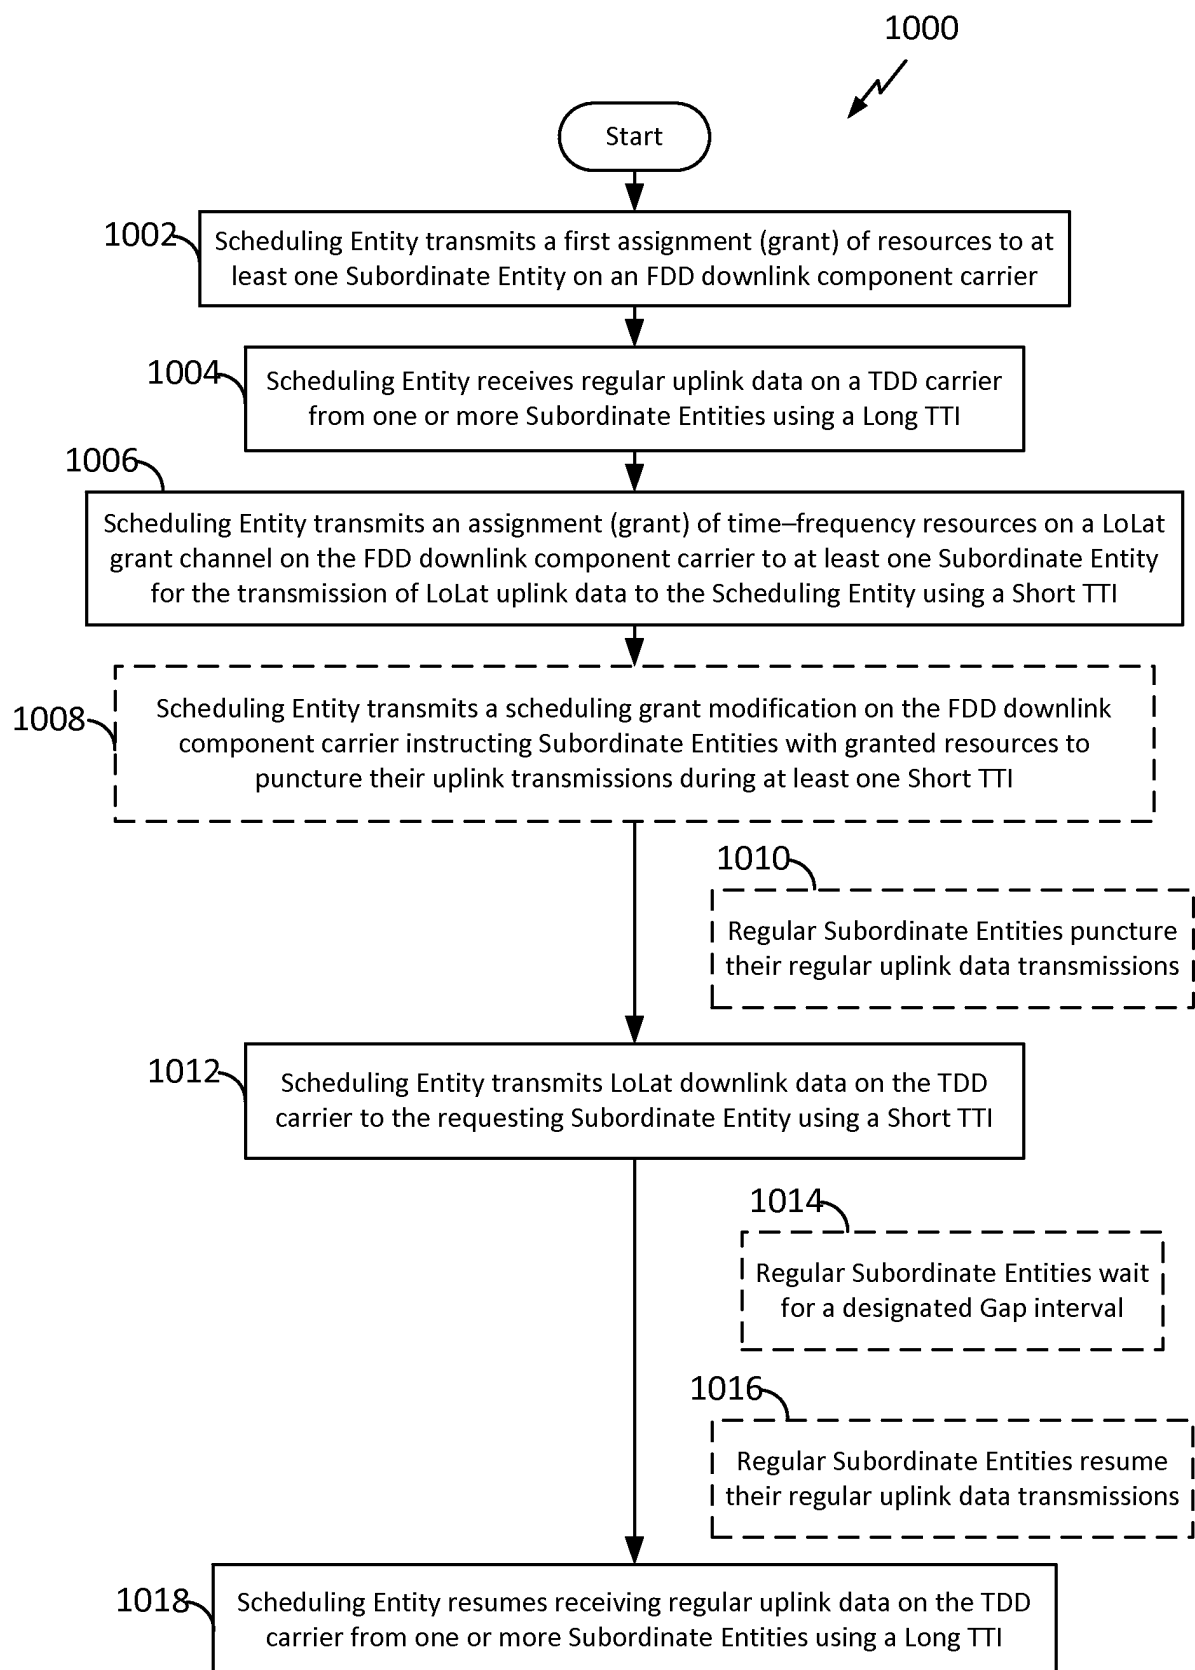 1000
Start
1002
Scheduling Entity transmits a first assignment (grant) of resources to at
least one Subordinate Entity on an FDD downlink component carrier
1004
Scheduling Entity receives regular uplink data on a TDD carrier
from one or more Subordinate Entities using a Long TTI
1006
Scheduling Entity transmits an assignment (grant) of time–frequency resources on a LoLat
grant channel on the FDD downlink component carrier to at least one Subordinate Entity
for the transmission of LoLat uplink data to the Scheduling Entity using a Short TTI
1008
Scheduling Entity transmits a scheduling grant modification on the FDD downlink
component carrier instructing Subordinate Entities with granted resources to
puncture their uplink transmissions during at least one Short TTI
1010
Regular Subordinate Entities puncture
their regular uplink data transmissions
1012
Scheduling Entity transmits LoLat downlink data on the TDD
carrier to the requesting Subordinate Entity using a Short TTI
1014
Regular Subordinate Entities wait
for a designated Gap interval
1016
Regular Subordinate Entities resume
their regular uplink data transmissions
1018
Scheduling Entity resumes receiving regular uplink data on the TDD
carrier from one or more Subordinate Entities using a Long TTI